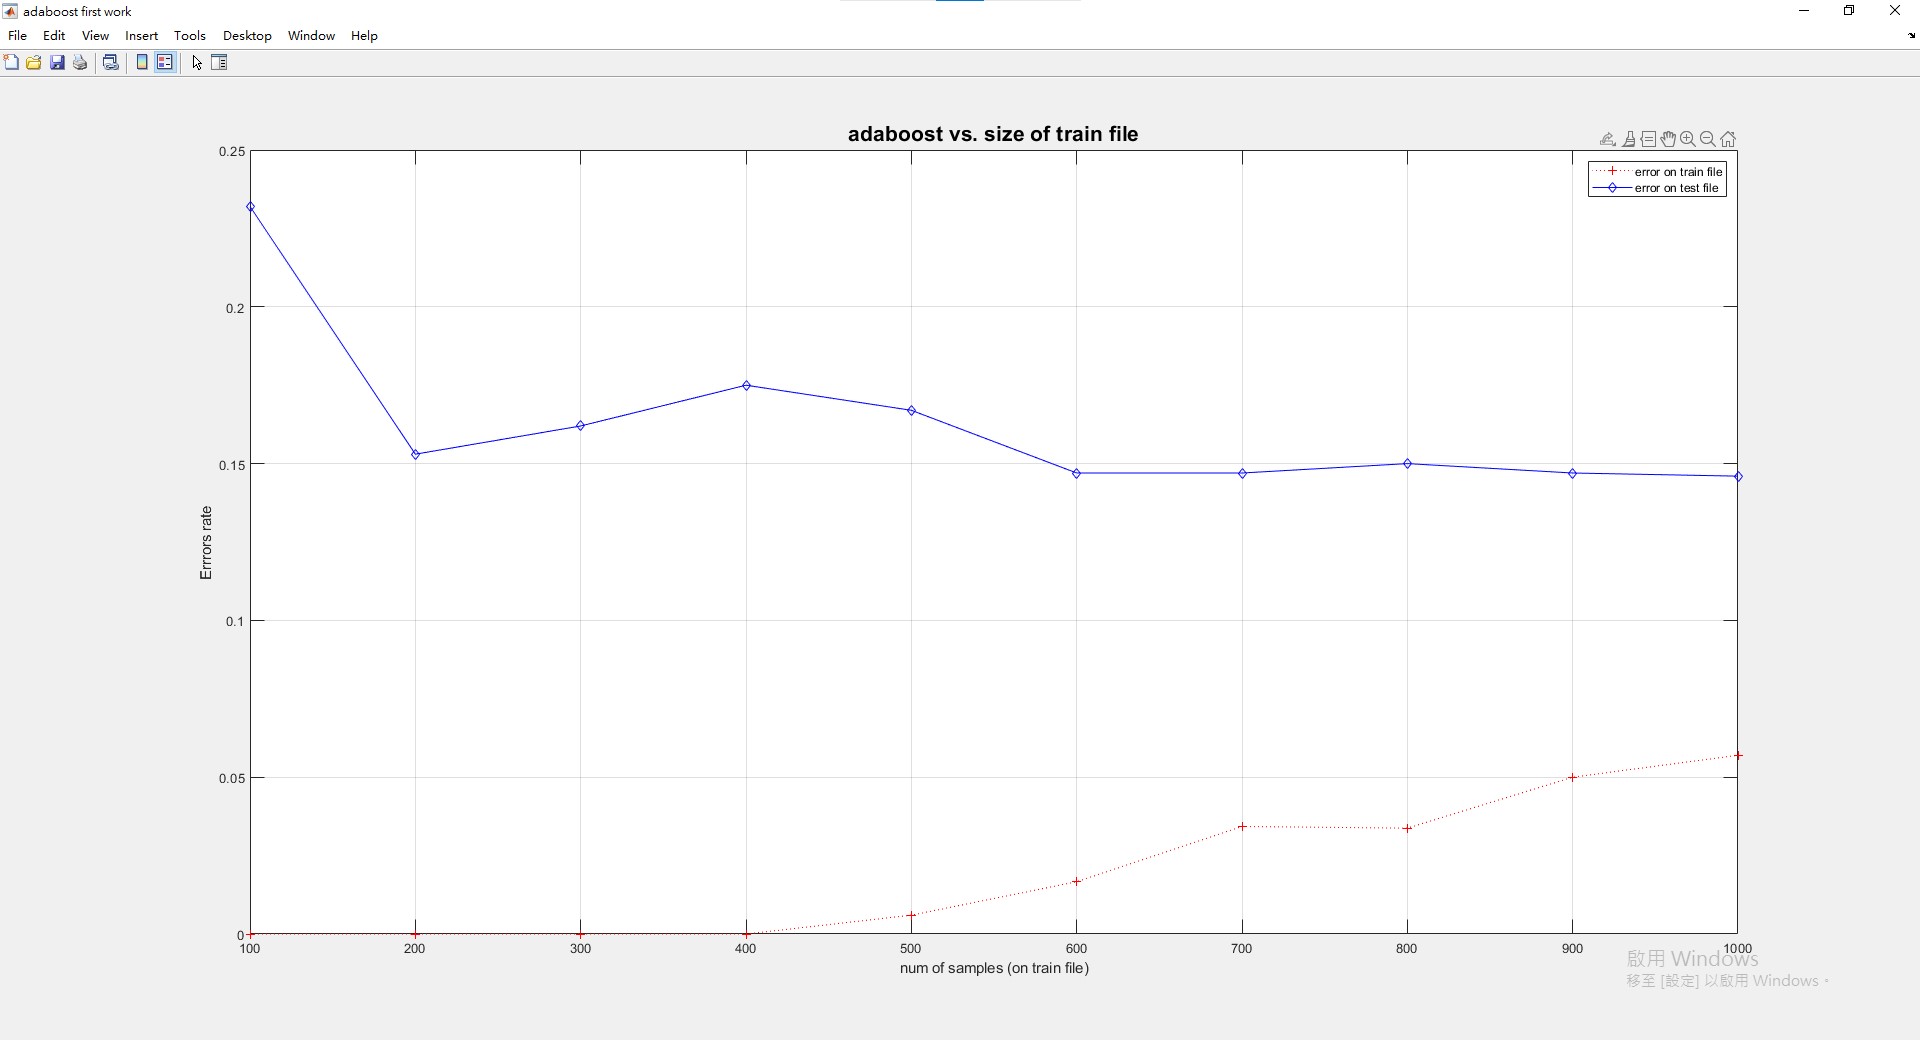 adaboost first work
File Edit View Insert Tools Desktop Window Help
adaboost vs. size of train file
error on train file
error on test file
0.25
0.2
0.15
0.1
0.05
0
Errrors rate
100 200 300 400 500 600 700 800 900 1000
num of samples (on train file)
啟用 Windows
移至 [設定] 以啟用 Windows。